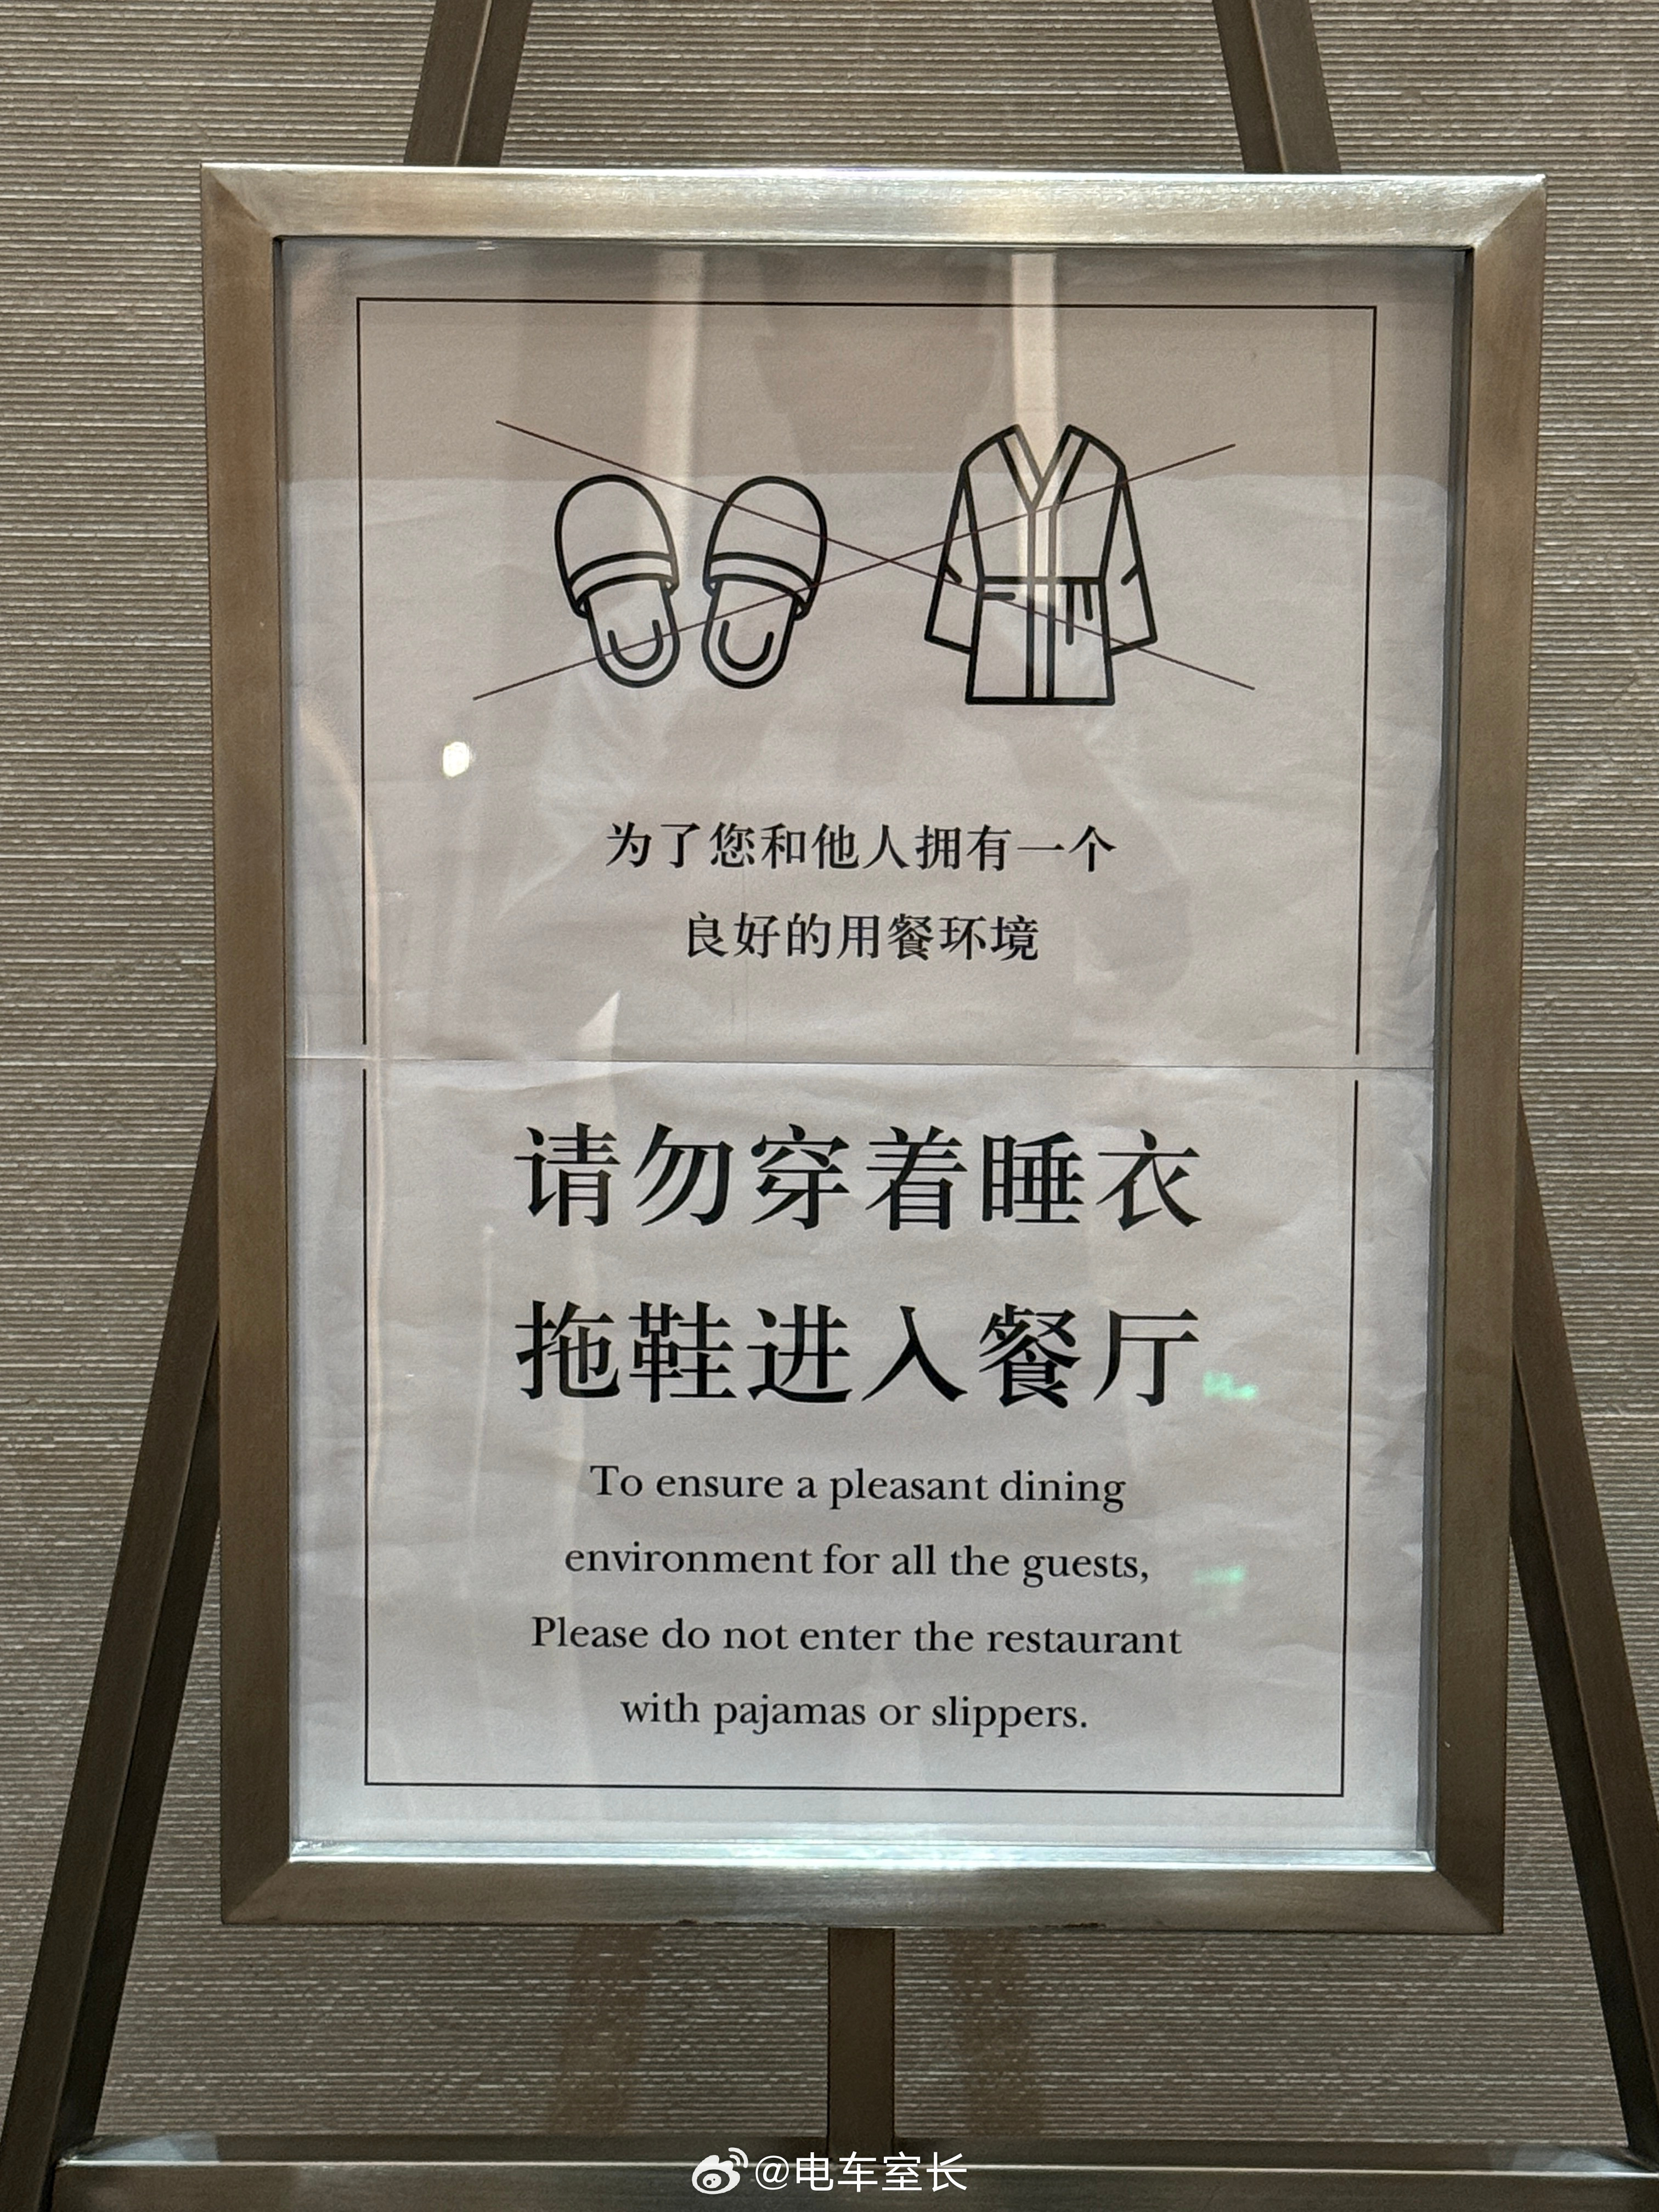 为了您和他人拥有一个
良好的用餐环境
请勿穿着睡衣
拖鞋进入餐厅
To ensure a pleasant dining
environment for all the guests,
Please do not enter the restaurant
with pajamas or slippers.
@电车室长